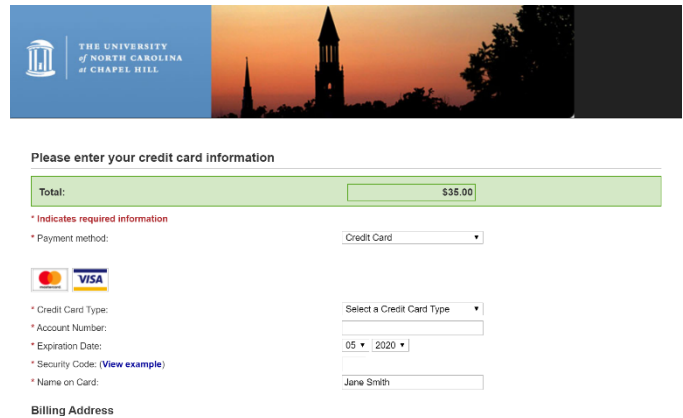 THE UNIVERSITY
of NORTH CAROLINA
at CHAPEL HILL
Please enter your credit card information
Total: $35.00
* Indicates required information
* Payment method: Credit Card
mastercard VISA
* Credit Card Type: Select a Credit Card Type
* Account Number:
* Expiration Date: 05 2020
* Security Code: (View example)
* Name on Card: Jane Smith
Billing Address